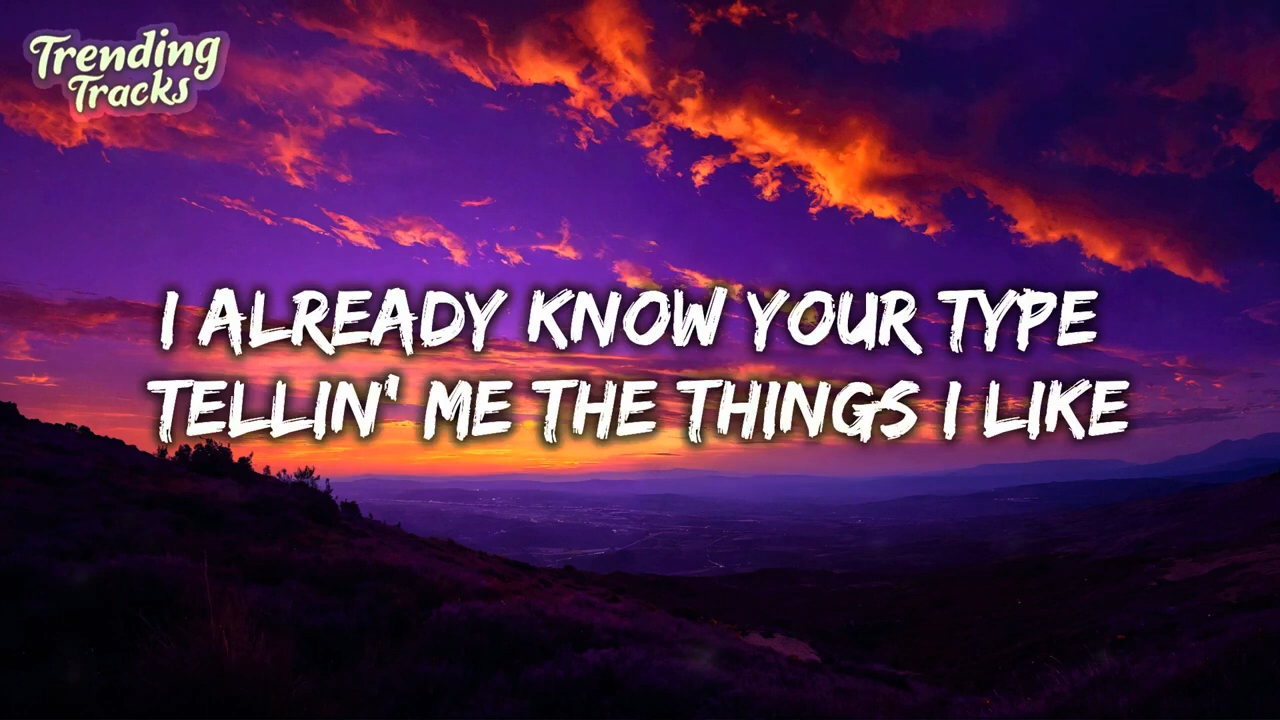 Trending
Tracks
I ALREADY KNOW YOUR TYPE
TELLIN' ME THE THINGS I LIKE